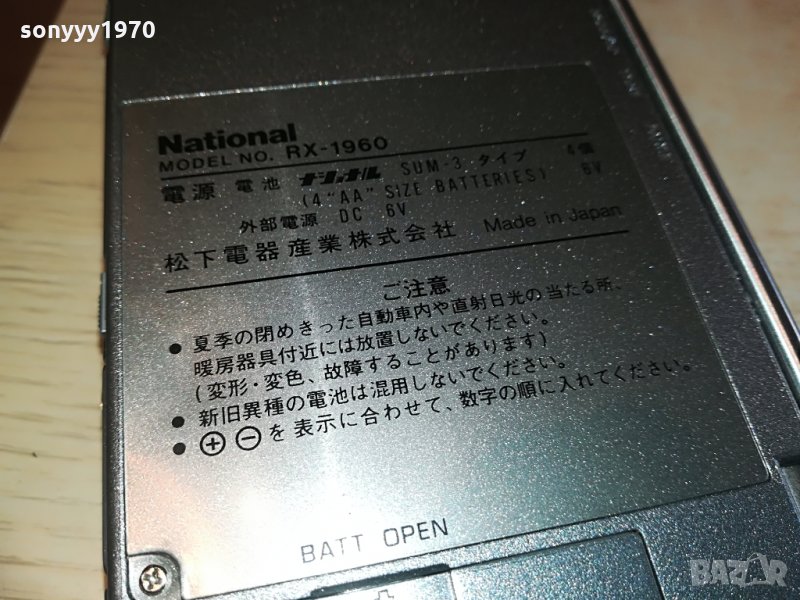 sonyyy1970
National
MODEL NO. RX-1960
電源 電池 ナショナル SUM-3 タイプ 4個
(4"AA" SIZE BATTERIES) 6V
外部電源 DC 6V
松下電器産業株式会社 Made in Japan
ご注意
● 夏季の閉めきった自動車内や直射日光の当たる所、
暖房器具付近には放置しないでください。
(変形・変色、故障することがあります)
● 新旧異種の電池は混用しないでください。
● ⊕ ⊖ を表示に合わせて、数字の順に入れてください。
BATT OPEN
BAZAR